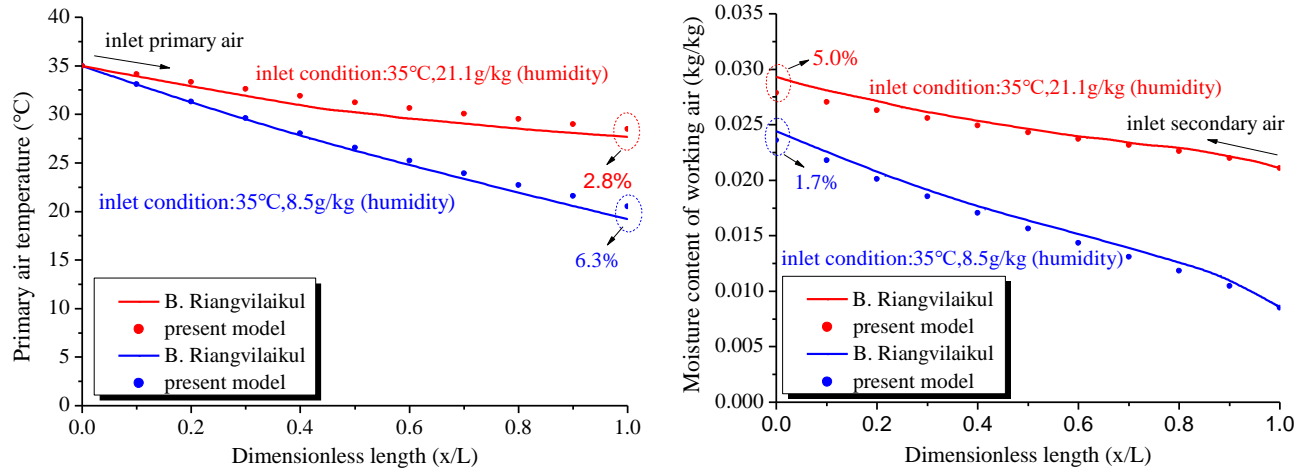 Primary air temperature (°C)
40
35
30
25
20
15
10
5
0
inlet primary air
inlet condition:35°C,21.1g/kg (humidity)
2.8%
inlet condition:35°C,8.5g/kg (humidity)
6.3%
B. Riangvilaikul
present model
B. Riangvilaikul
present model
0.0 0.2 0.4 0.6 0.8 1.0
Dimensionless length (x/L)
Moisture content of working air (kg/kg)
0.035
0.030
0.025
0.020
0.015
0.010
0.005
0.000
5.0%
inlet condition:35°C,21.1g/kg (humidity)
inlet secondary air
1.7%
inlet condition:35°C,8.5g/kg (humidity)
B. Riangvilaikul
present model
B. Riangvilaikul
present model
0.0 0.2 0.4 0.6 0.8 1.0
Dimensionless length (x/L)